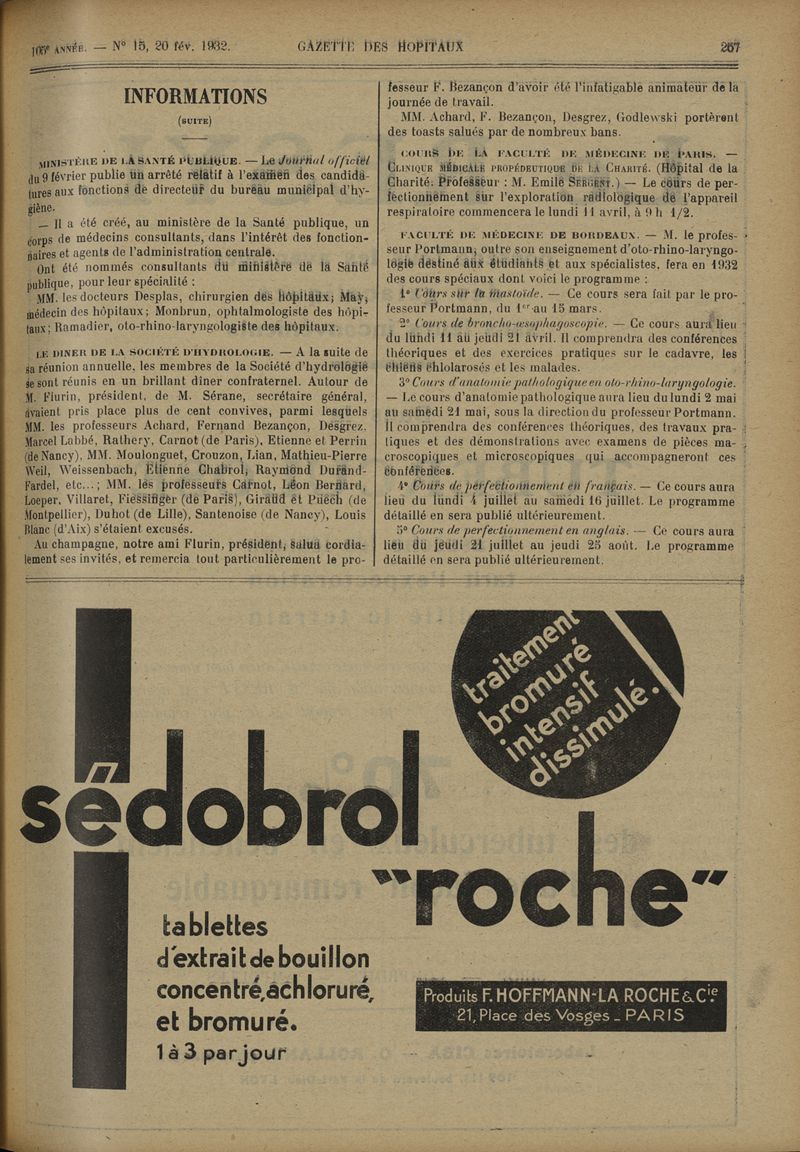 105e ANNÉE. — N° 15, 20 fév. 1932. GAZETTE DES HOPITAUX 267
INFORMATIONS
(SUITE)
MINISTÈRE DE LA SANTÉ PUBLIQUE. — Le Journal officiel
du 9 février publie un arrêté relatif à l'examen des candida-
tures aux fonctions de directeur du bureau municipal d'hy-
giène.
— Il a été créé, au ministère de la Santé publique, un
corps de médecins consultants, dans l'intérêt des fonction-
naires et agents de l'administration centrale.
Ont été nommés consultants du ministère de la Santé
publique, pour leur spécialité :
MM. les docteurs Desplas, chirurgien des hôpitaux; May,
médecin des hôpitaux; Monbrun, ophtalmologiste des hôpi-
taux; Ramadier, oto-rhino-laryngologiste des hôpitaux.
LE DINER DE LA SOCIÉTÉ D'HYDROLOGIE. — A la suite de
sa réunion annuelle, les membres de la Société d'hydrologie
se sont réunis en un brillant dîner confraternel. Autour de
M. Flurin, président, de M. Sérane, secrétaire général,
avaient pris place plus de cent convives, parmi lesquels
MM. les professeurs Achard, Fernand Bezançon, Desgrez,
Marcel Labbé, Rathery, Carnot (de Paris), Etienne et Perrin
(de Nancy), MM. Moulonguet, Crouzon, Lian, Mathieu-Pierre
Weil, Weissenbach, Etienne Chabrol, Raymond Durand-
Fardel, etc...; MM. les professeurs Carnot, Léon Bernard,
Loeper, Villaret, Fiessinger (de Paris), Giraud et Puech (de
Montpellier), Duhot (de Lille), Santenoise (de Nancy), Louis
Blanc (d'Aix) s'étaient excusés.
Au champagne, notre ami Flurin, président, salua cordia-
lement ses invités, et remercia tout particulièrement le pro-
fesseur F. Bezançon d'avoir été l'infatigable animateur de la
journée de travail.
MM. Achard, F. Bezançon, Desgrez, Godlewski portèrent
des toasts salués par de nombreux bans.
COURS DE LA FACULTÉ DE MÉDECINE DE PARIS. —
CLINIQUE MÉDICALE PROPÉDEUTIQUE DE LA CHARITÉ. (Hôpital de la
Charité. Professeur : M. Emile SERGENT.) — Le cours de per-
fectionnement sur l'exploration radiologique de l'appareil
respiratoire commencera le lundi 11 avril, à 9 h 1/2.
FACULTÉ DE MÉDECINE DE BORDEAUX. — M. le profes-
seur Portmann, outre son enseignement d'oto-rhino-laryngo-
logie destiné aux étudiants et aux spécialistes, fera en 1932
des cours spéciaux dont voici le programme :
1° Cours sur la mastoïde. — Ce cours sera fait par le pro-
fesseur Portmann, du 1er au 15 mars.
2° Cours de broncho-œsophagoscopie. — Ce cours aura lieu
du lundi 11 au jeudi 21 avril. Il comprendra des conférences
théoriques et des exercices pratiques sur le cadavre, les
chiens chlolarosés et les malades.
3° Cours d'anatomie pathologique en oto-rhino-laryngologie.
— Le cours d'anatomie pathologique aura lieu du lundi 2 mai
au samedi 21 mai, sous la direction du professeur Portmann.
Il comprendra des conférences théoriques, des travaux pra-
tiques et des démonstrations avec examens de pièces ma-
croscopiques et microscopiques qui accompagneront ces
conférences.
4° Cours de perfectionnement en français. — Ce cours aura
lieu du lundi 4 juillet au samedi 16 juillet. Le programme
détaillé en sera publié ultérieurement.
5° Cours de perfectionnement en anglais. — Ce cours aura
lieu du jeudi 21 juillet au jeudi 25 août. Le programme
détaillé en sera publié ultérieurement.
traitement
bromuré
intensif
dissimulé.
sédobrol
"roche"
tablettes
d'extrait de bouillon
concentré, achloruré,
et bromuré.
1 à 3 par jour
Produits F. HOFFMANN-LA ROCHE & Cie.
21, Place des Vosges - PARIS